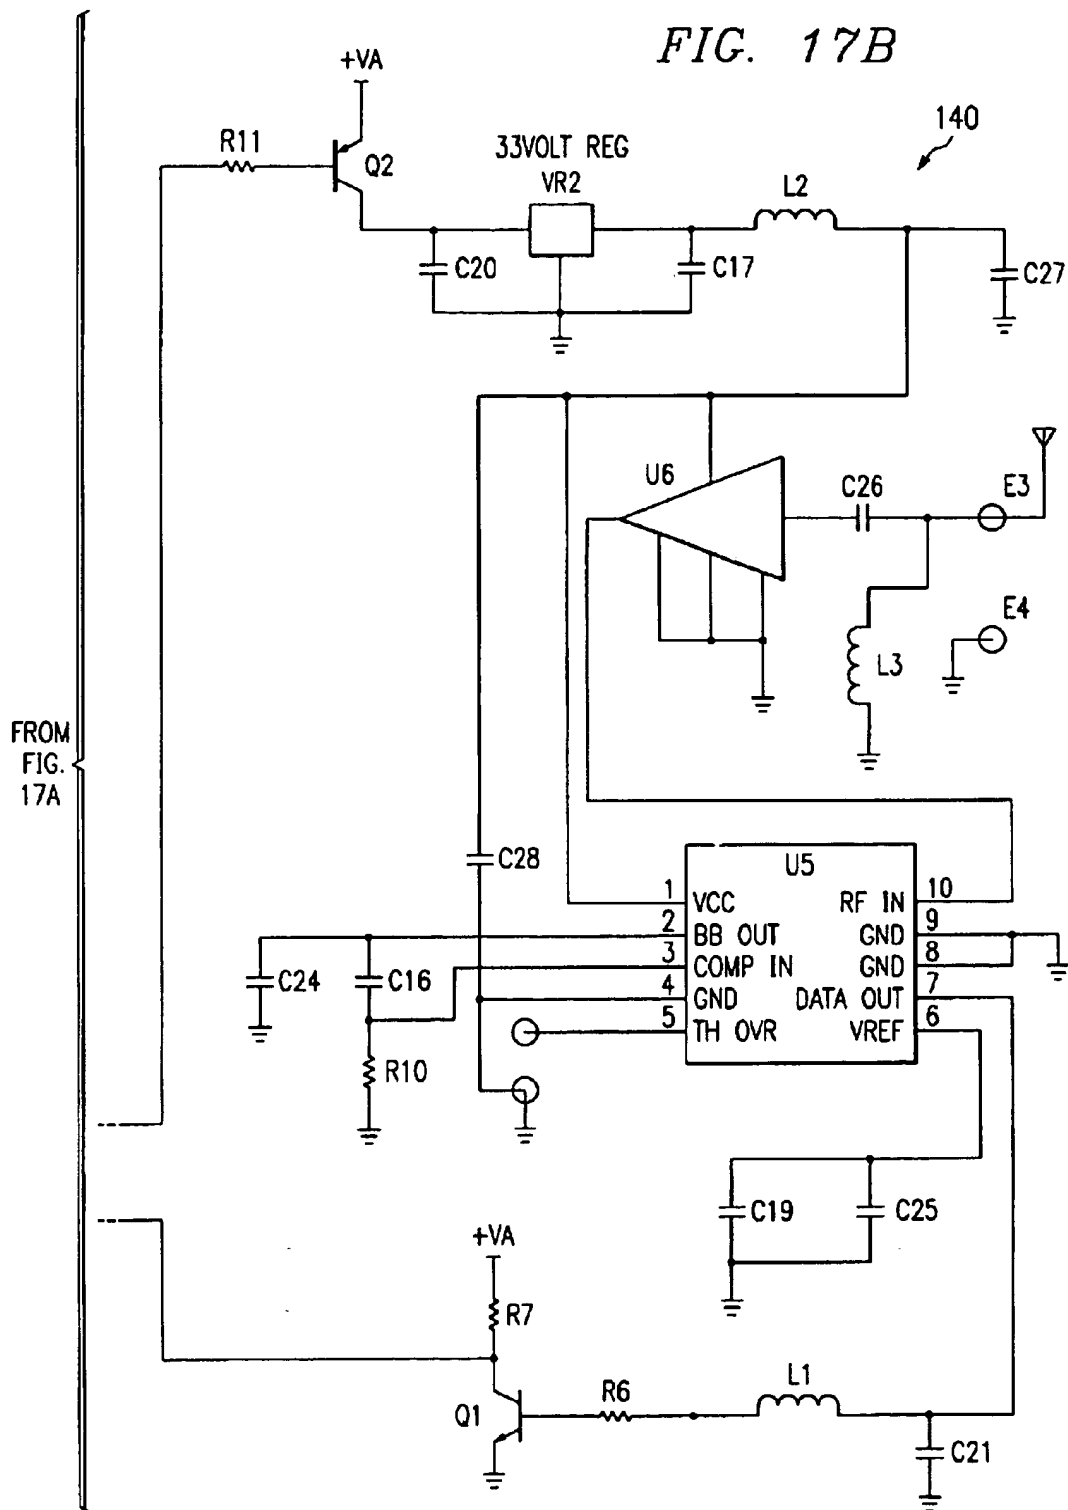 FIG. 17B
+VA
140
R11
Q2
33VOLT REG
VR2
L2
C20
C17
C27
U6
C26
E3
E4
L3
FROM
FIG.
17A
C28
U5
1 VCC
RF IN 10
2 BB OUT
GND 9
3 COMP IN
GND 8
4 GND
DATA OUT 7
5 TH OVR
VREF 6
C24
C16
R10
C19
C25
+VA
R7
Q1
R6
L1
C21